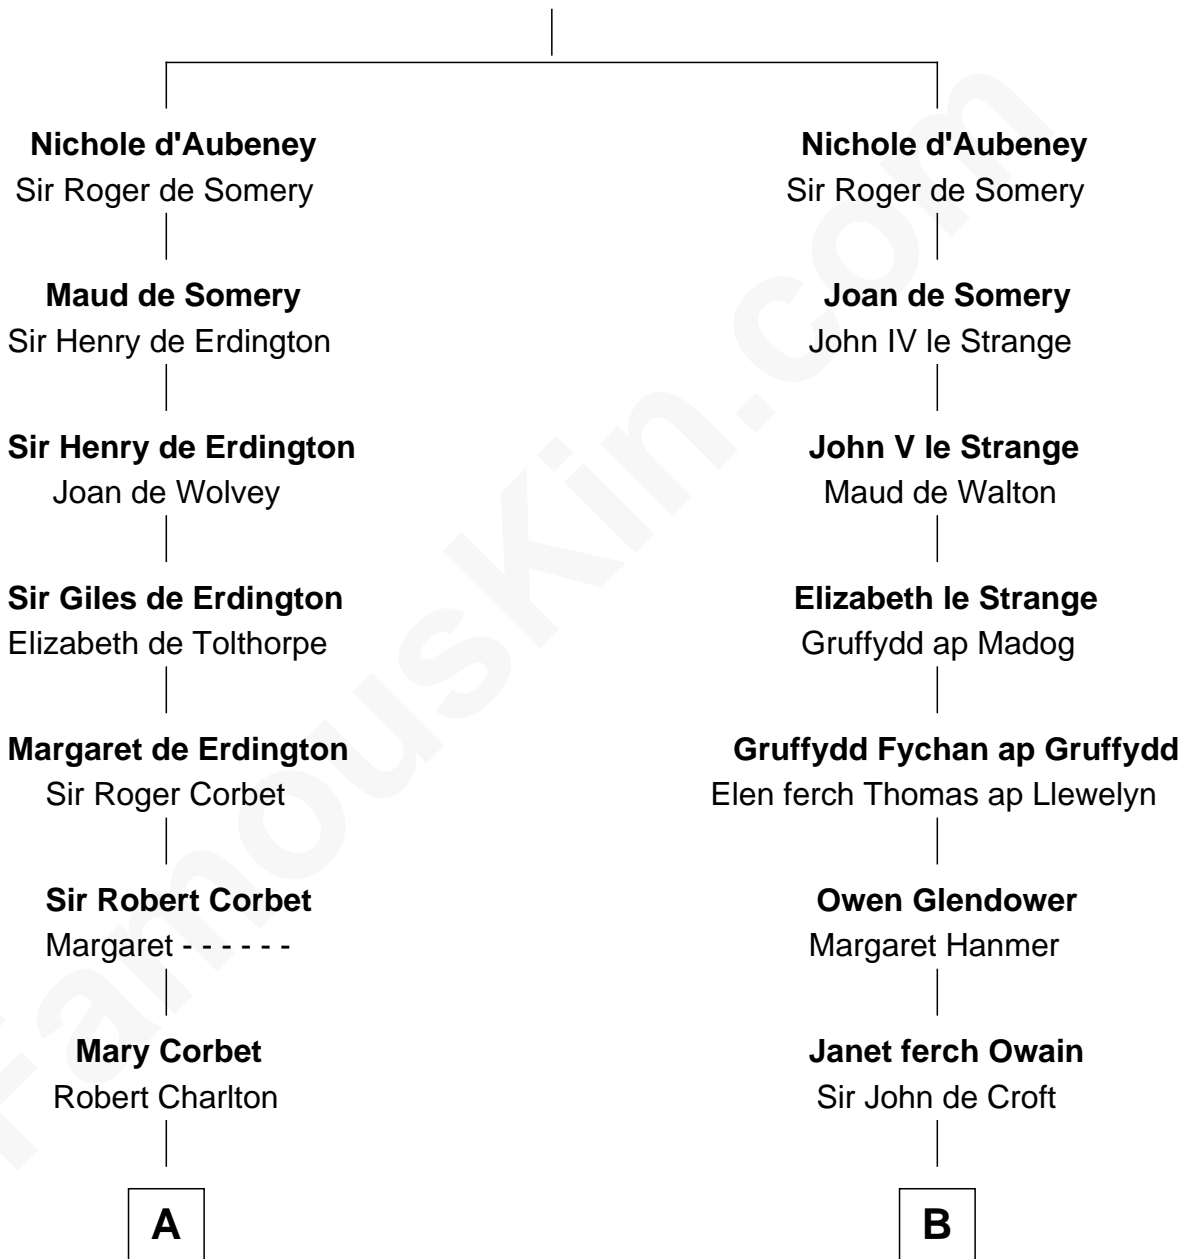 Nichole d'Aubeney
Sir Roger de Somery
Maud de Somery
Sir Henry de Erdington
Sir Henry de Erdington
Joan de Wolvey
Sir Giles de Erdington
Elizabeth de Tolthorpe
Margaret de Erdington
Sir Roger Corbet
Sir Robert Corbet
Margaret - - - - - -
Mary Corbet
Robert Charlton
A
Nichole d'Aubeney
Sir Roger de Somery
Joan de Somery
John IV le Strange
John V le Strange
Maud de Walton
Elizabeth le Strange
Gruffydd ap Madog
Gruffydd Fychan ap Gruffydd
Elen ferch Thomas ap Llewelyn
Owen Glendower
Margaret Hanmer
Janet ferch Owain
Sir John de Croft
B
FamousKin.com